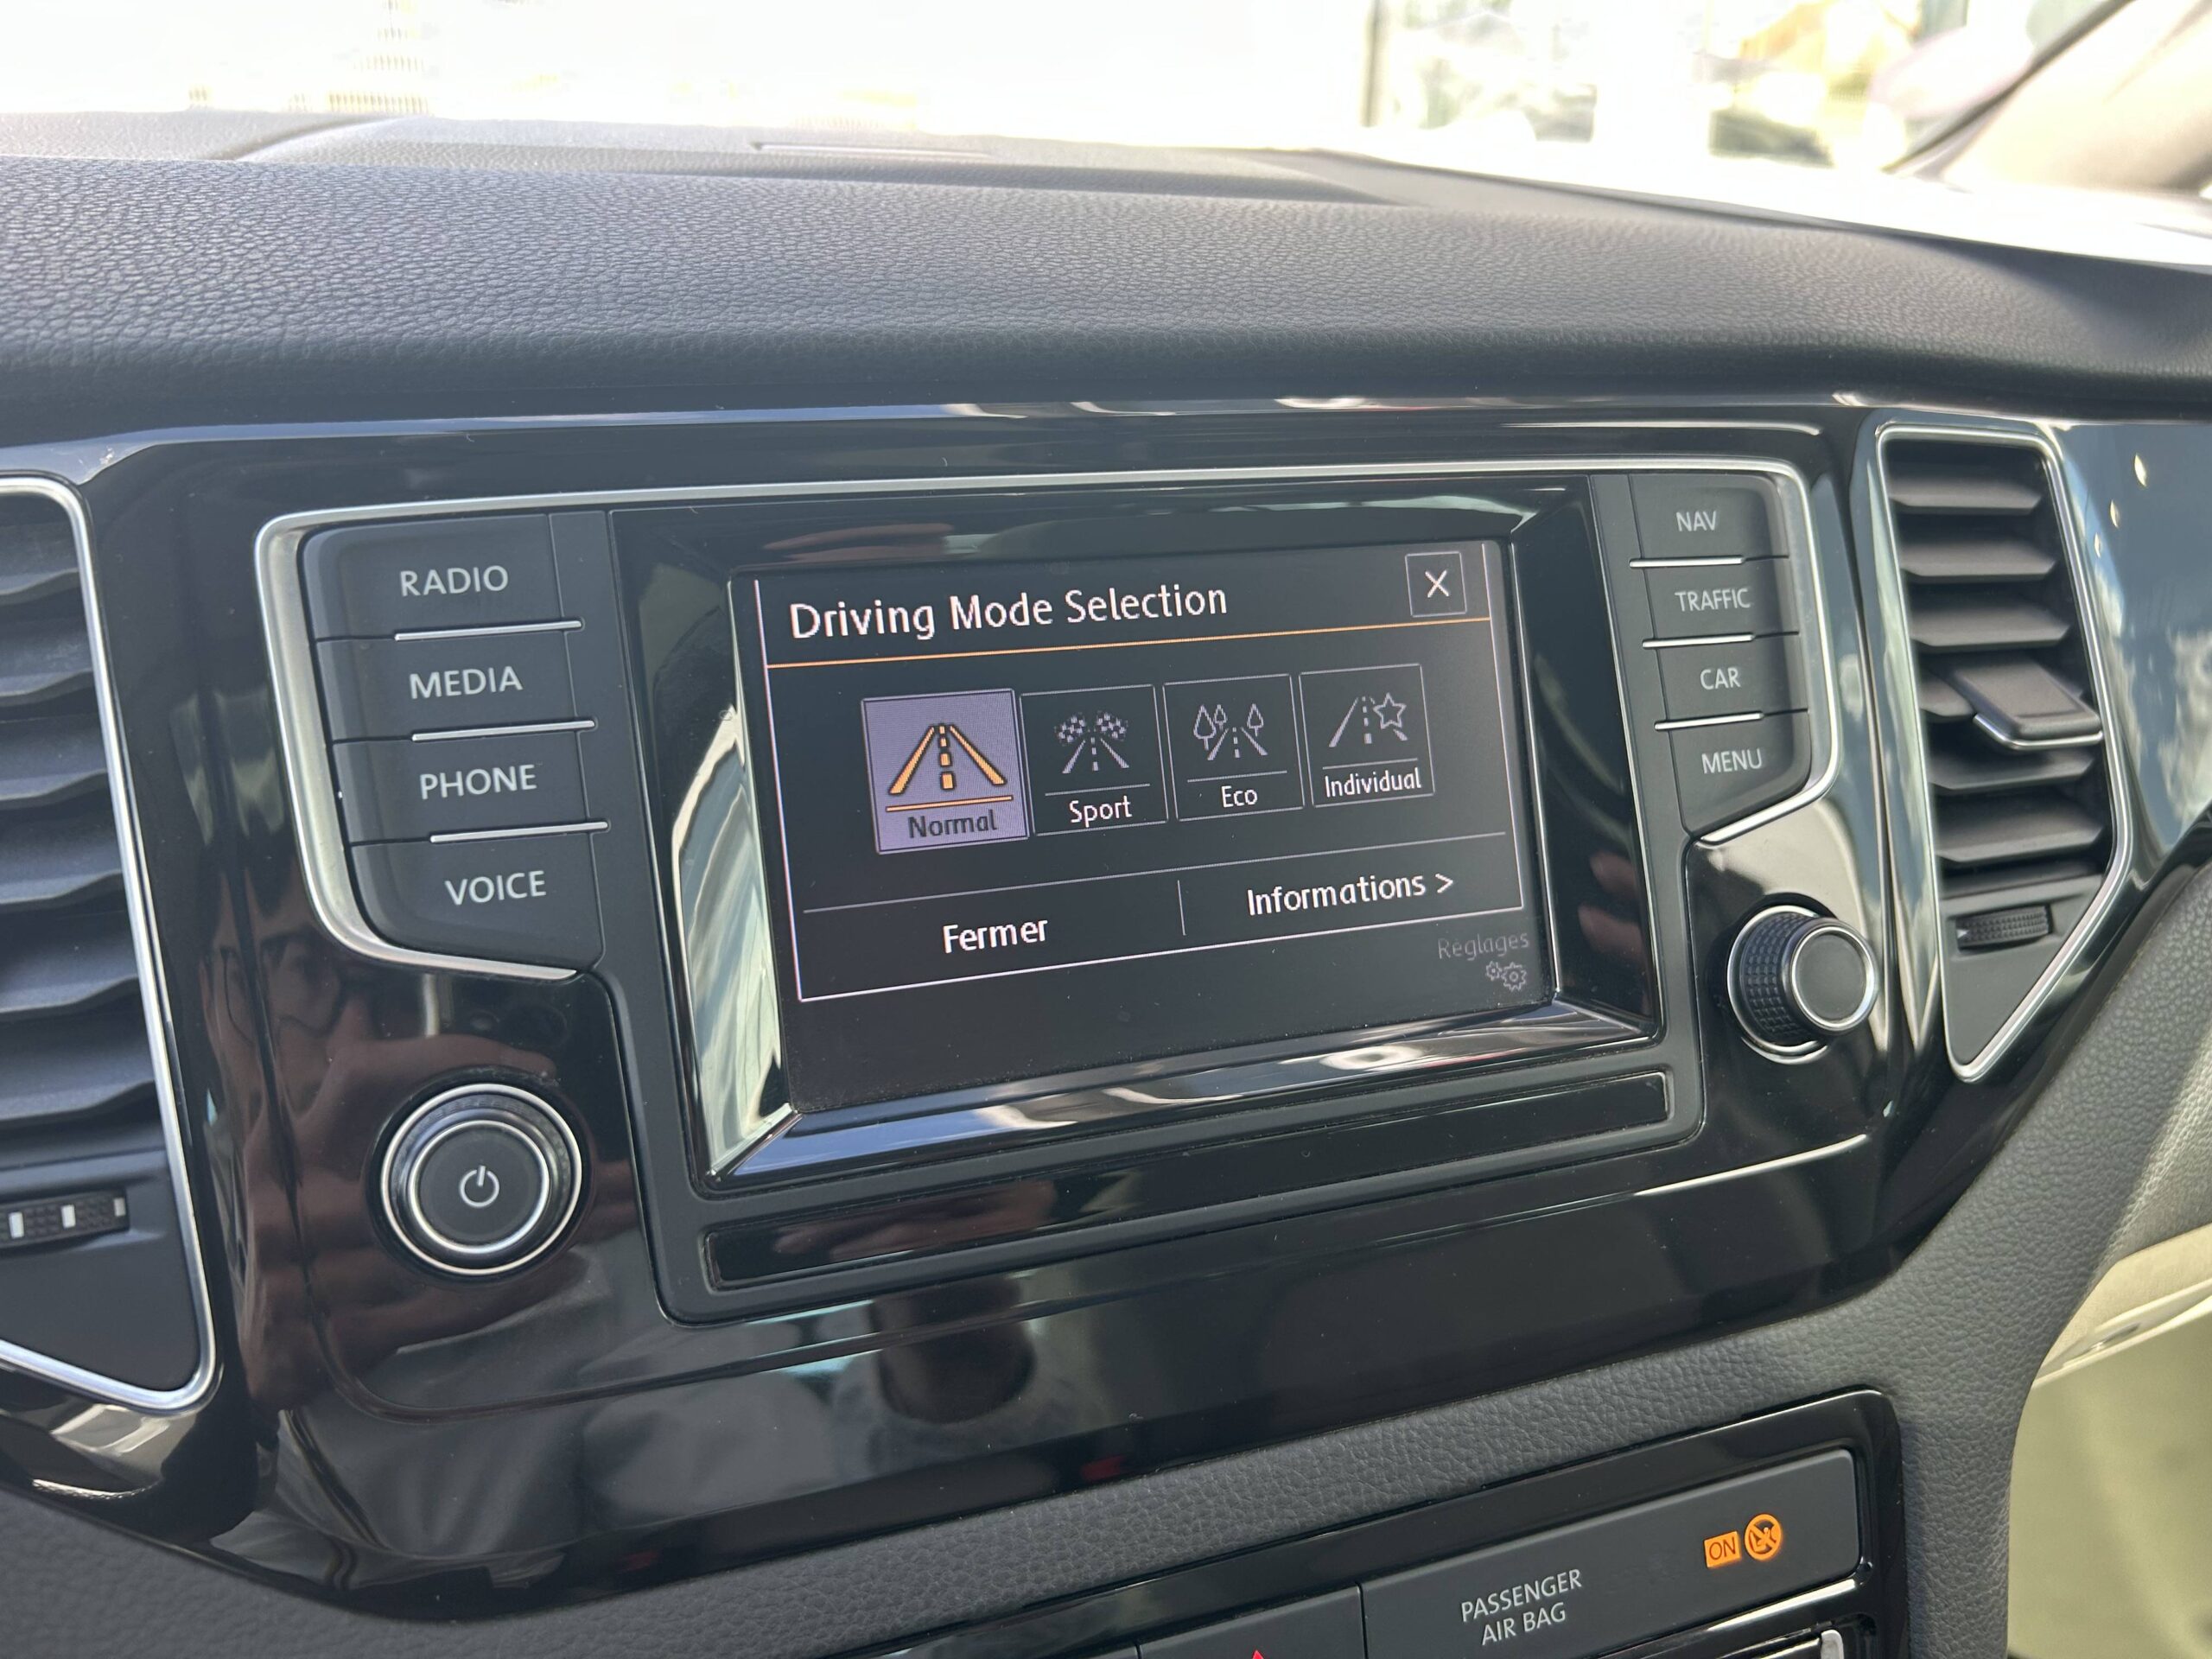 RADIO
MEDIA
PHONE
VOICE
Driving Mode Selection
X
Normal
Sport
Eco
Individual
Fermer
Informations >
Réglages
NAV
TRAFFIC
CAR
MENU
PASSENGER
AIR BAG
ON